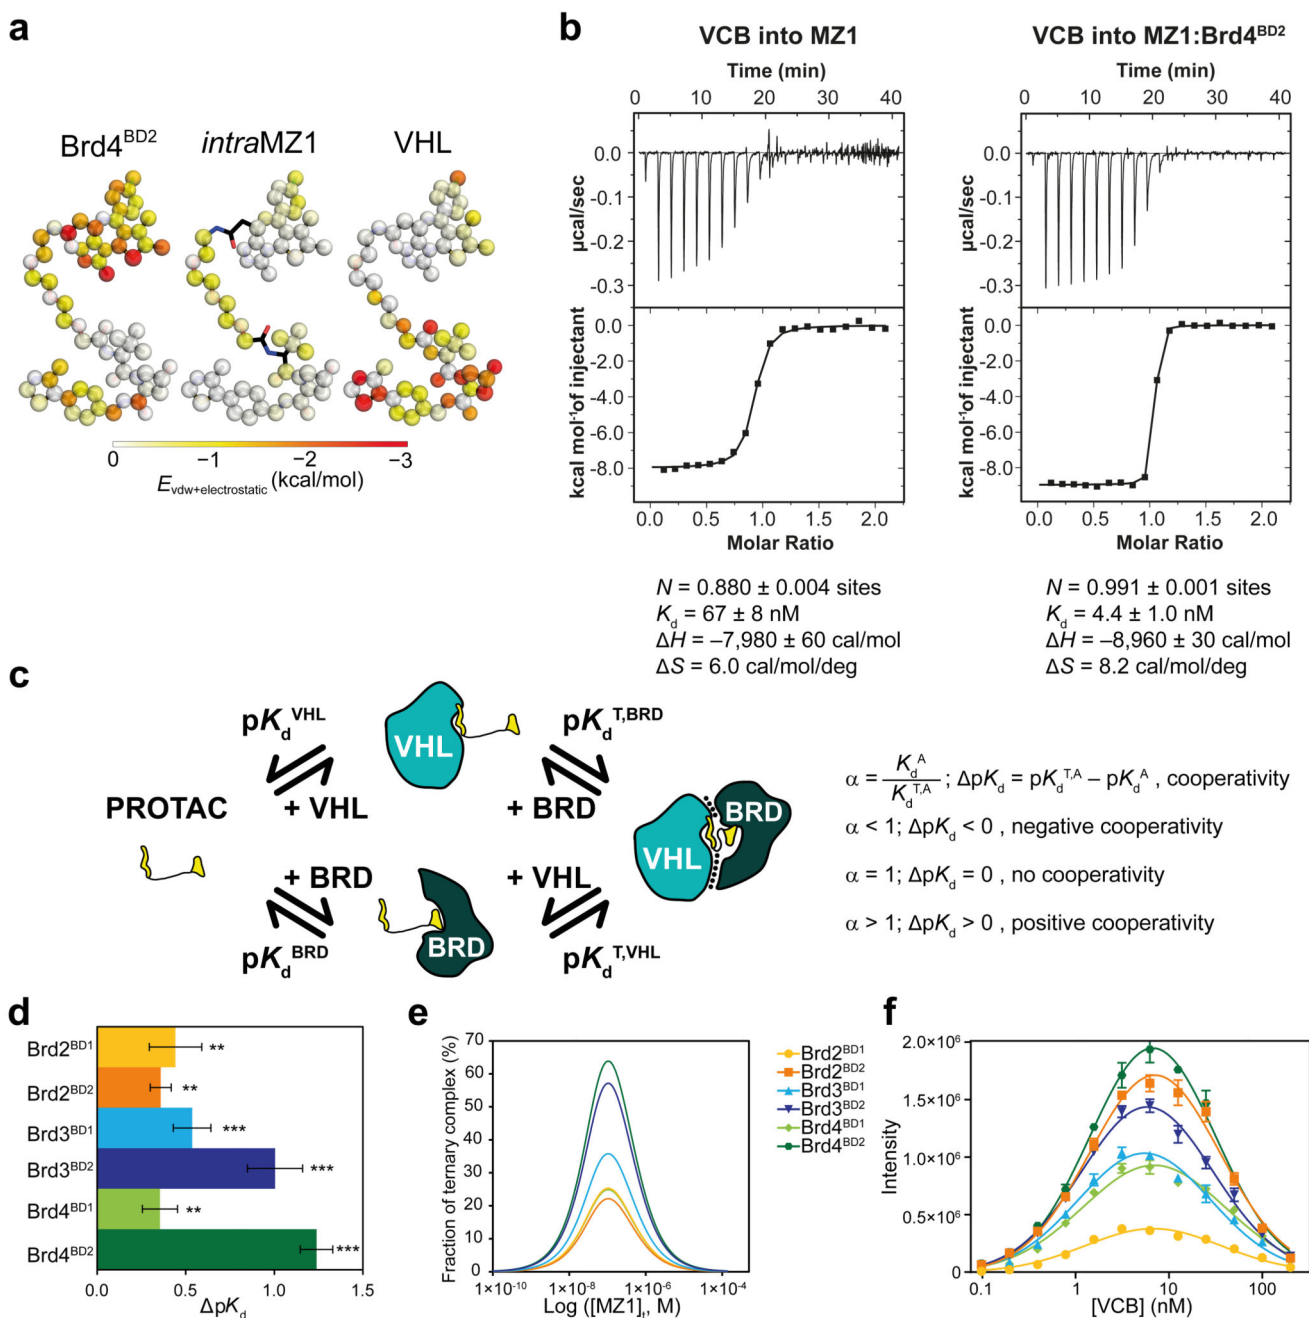 a
Brd4BD2 intraMZ1 VHL
0 −1 −2 −3
Evdw+electrostatic (kcal/mol)
b
VCB into MZ1
Time (min)
0 10 20 30 40
0.0
-0.1
-0.2
-0.3
µcal/sec
0.0
-2.0
-4.0
-6.0
-8.0
kcal mol-1of injectant
0.0 0.5 1.0 1.5 2.0
Molar Ratio
N = 0.880 ± 0.004 sites
Kd = 67 ± 8 nM
ΔH = –7,980 ± 60 cal/mol
ΔS = 6.0 cal/mol/deg
VCB into MZ1:Brd4BD2
Time (min)
0 10 20 30 40
0.0
-0.1
-0.2
-0.3
µcal/sec
0.0
-2.0
-4.0
-6.0
-8.0
kcal mol-1of injectant
0.0 0.5 1.0 1.5 2.0
Molar Ratio
N = 0.991 ± 0.001 sites
Kd = 4.4 ± 1.0 nM
ΔH = –8,960 ± 30 cal/mol
ΔS = 8.2 cal/mol/deg
c
pKdVHL
VHL
pKdT,BRD
PROTAC
+ VHL
+ BRD
VHL
BRD
+ BRD
+ VHL
BRD
pKdBRD
pKdT,VHL
α = KdA / KdT,A ; ΔpKd = pKdT,A – pKdA , cooperativity
α < 1; ΔpKd < 0 , negative cooperativity
α = 1; ΔpKd = 0 , no cooperativity
α > 1; ΔpKd > 0 , positive cooperativity
d
Brd2BD1 **
Brd2BD2 **
Brd3BD1 ***
Brd3BD2 ***
Brd4BD1 **
Brd4BD2 ***
0.0 0.5 1.0 1.5
ΔpKd
e
Fraction of ternary complex (%)
70
60
50
40
30
20
10
0
1×10-10 1×10-8 1×10-6 1×10-4
Log ([MZ1]t, M)
Brd2BD1
Brd2BD2
Brd3BD1
Brd3BD2
Brd4BD1
Brd4BD2
f
Intensity
2.0×106
1.5×106
1.0×106
0.5×106
0
0.1 1 10 100
[VCB] (nM)